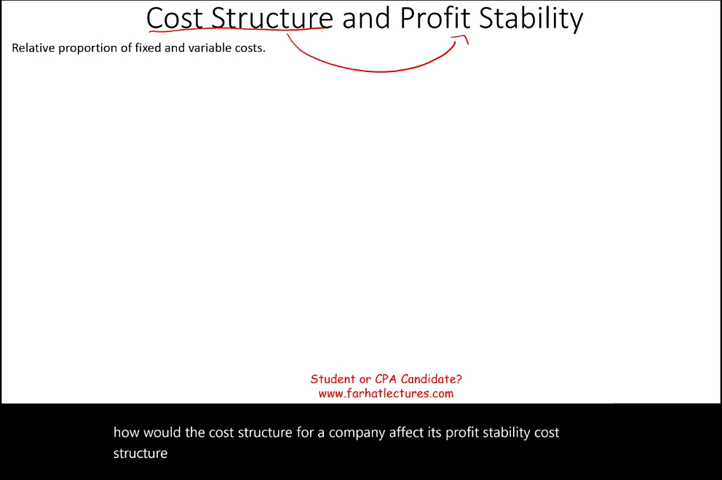 Cost Structure and Profit Stability
Relative proportion of fixed and variable costs.
Student or CPA Candidate?
www.farhatlectures.com
how would the cost structure for a company affect its profit stability cost
structure